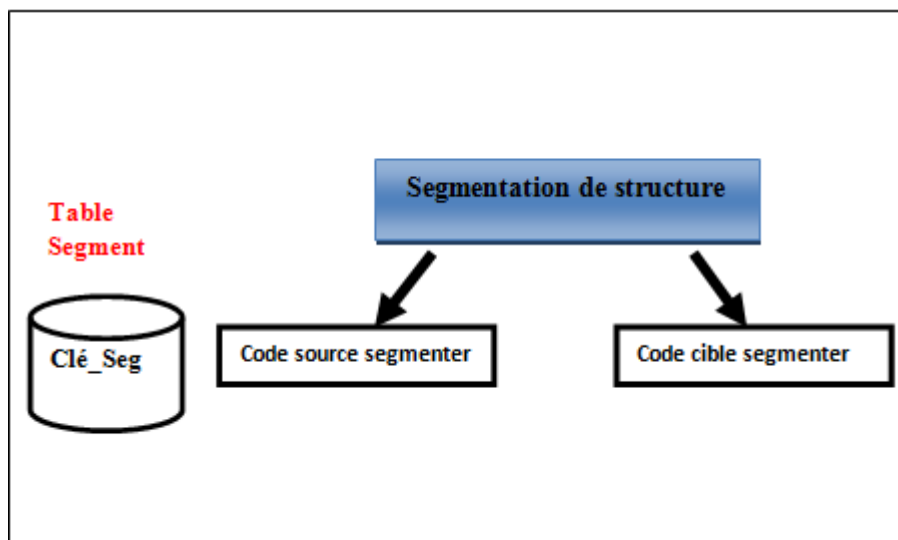 Segmentation de structure
Table
Segment
Clé_Seg
Code source segmenter
Code cible segmenter